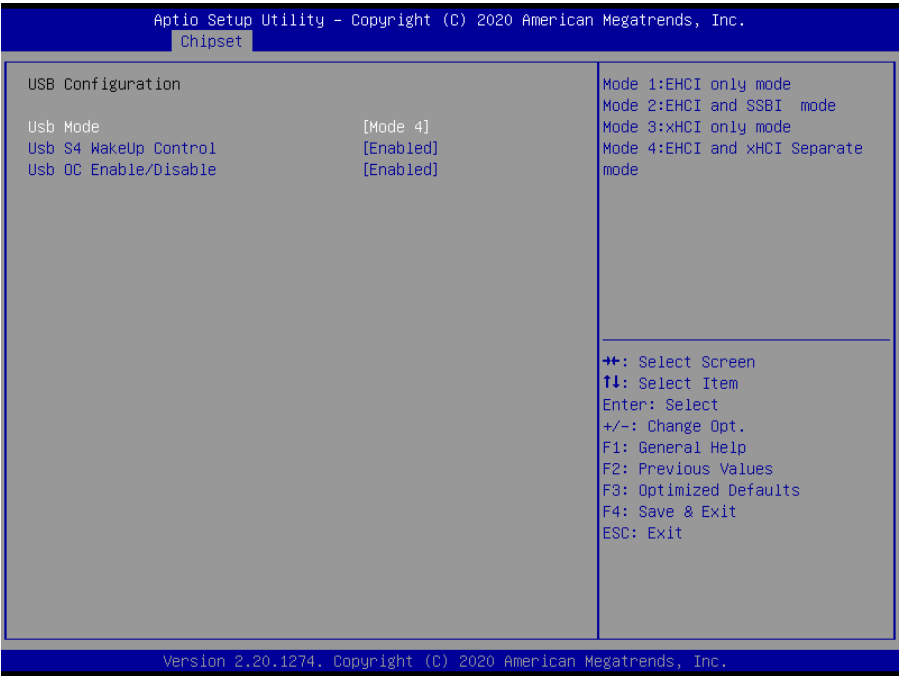 Aptio Setup Utility – Copyright (C) 2020 American Megatrends, Inc.
Chipset
USB Configuration
Usb Mode [Mode 4]
Usb S4 WakeUp Control [Enabled]
Usb OC Enable/Disable [Enabled]
Mode 1:EHCI only mode
Mode 2:EHCI and SSBI  mode
Mode 3:xHCI only mode
Mode 4:EHCI and xHCI Separate
mode
→←: Select Screen
↑↓: Select Item
Enter: Select
+/-: Change Opt.
F1: General Help
F2: Previous Values
F3: Optimized Defaults
F4: Save & Exit
ESC: Exit
Version 2.20.1274. Copyright (C) 2020 American Megatrends, Inc.